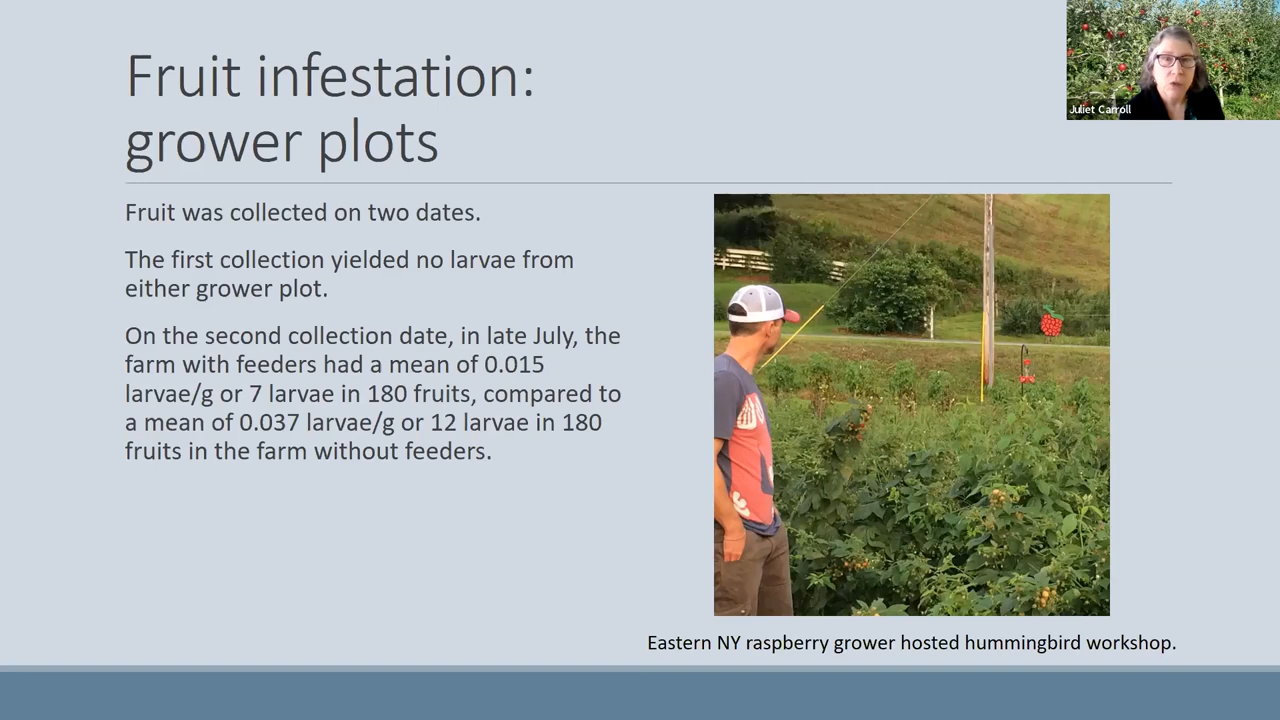 Fruit infestation:
grower plots
Juliet Carroll
Fruit was collected on two dates.
The first collection yielded no larvae from
either grower plot.
On the second collection date, in late July, the
farm with feeders had a mean of 0.015
larvae/g or 7 larvae in 180 fruits, compared to
a mean of 0.037 larvae/g or 12 larvae in 180
fruits in the farm without feeders.
Eastern NY raspberry grower hosted hummingbird workshop.